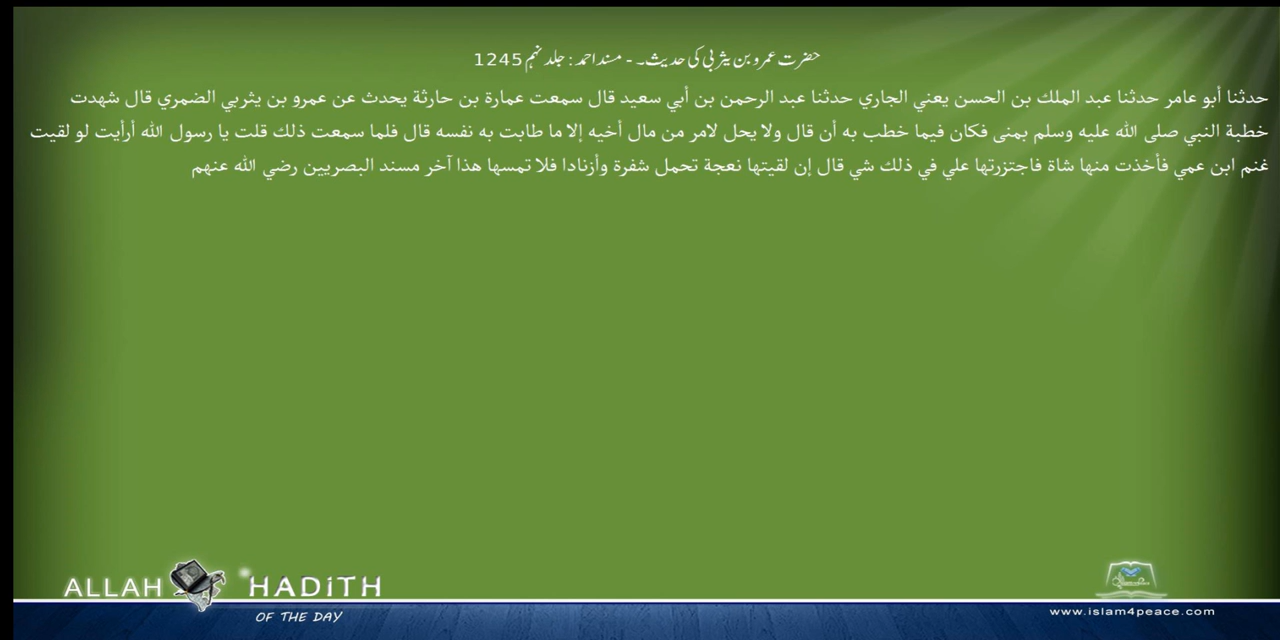 حضرت عمرو بن یثربی کی حدیث۔ - مسند احمد : جلد نہم 1245
حدثنا أبو عامر حدثنا عبد الملك بن الحسن يعني الجاري حدثنا عبد الرحمن بن أبي سعيد قال سمعت عمارة بن حارثة يحدث عن عمرو بن يثربي الضمري قال شهدت
خطبة النبي صلى الله عليه وسلم بمنى فكان فيما خطب به أن قال ولا يحل لامر من مال أخيه إلا ما طابت به نفسه قال فلما سمعت ذلك قلت يا رسول الله أرأيت لو لقيت
غنم ابن عمي فأخذت منها شاة فاجتزرتها علي في ذلك شي قال إن لقيتها نعجة تحمل شفرة وأزنادا فلا تمسها هذا آخر مسند البصريين رضي الله عنهم
ALLAH HADiTH
OF THE DAY
www.islam4peace.com